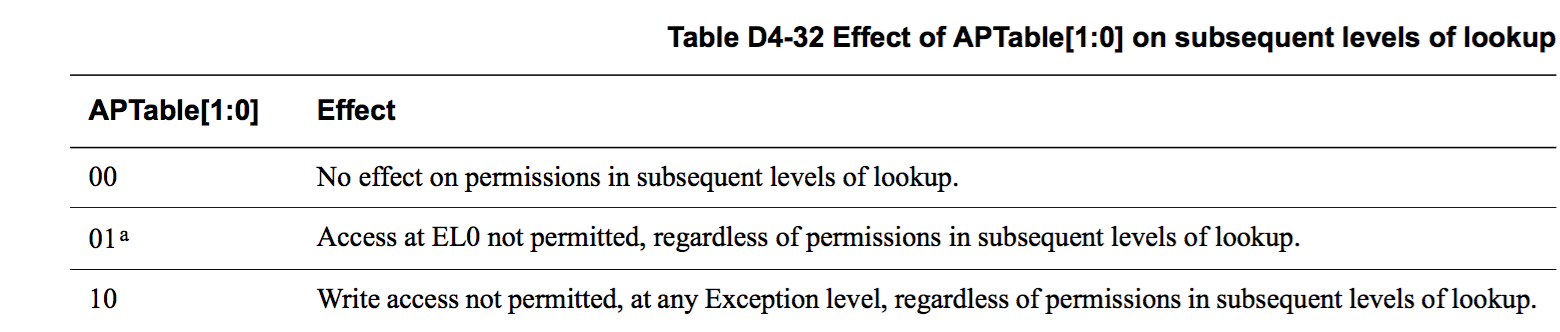 Table D4-32 Effect of APTable[1:0] on subsequent levels of lookup
APTable[1:0] Effect
00 No effect on permissions in subsequent levels of lookup.
01a Access at EL0 not permitted, regardless of permissions in subsequent levels of lookup.
10 Write access not permitted, at any Exception level, regardless of permissions in subsequent levels of lookup.